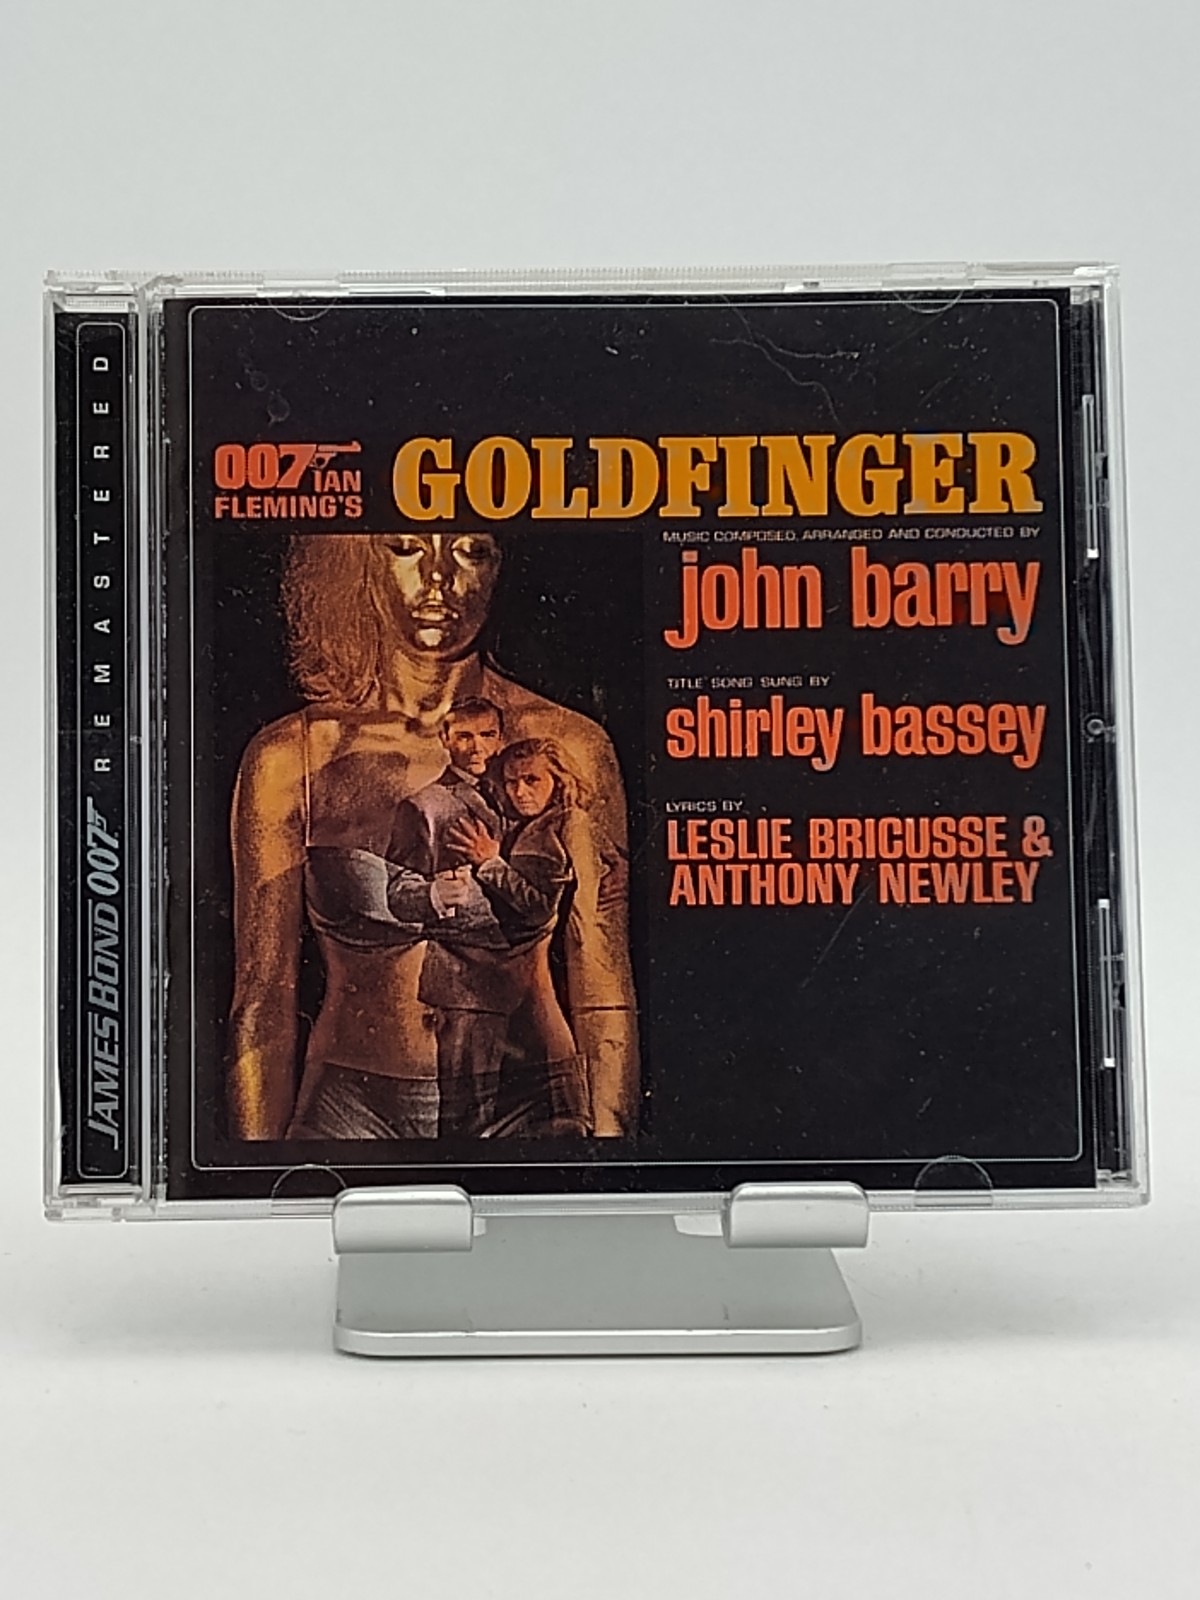 JAMES BOND 007 REMASTERED
007 IAN
FLEMING'S
GOLDFINGER
MUSIC COMPOSED, ARRANGED AND CONDUCTED BY
john barry
TITLE SONG SUNG BY
shirley bassey
LYRICS BY
LESLIE BRICUSSE &
ANTHONY NEWLEY